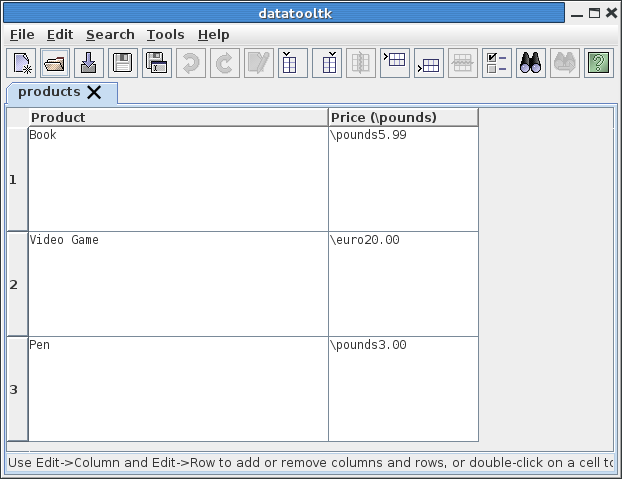 datatooltk
File Edit Search Tools Help
products
Product Price (\pounds)
1 Book \pounds5.99
2 Video Game \euro20.00
3 Pen \pounds3.00
Use Edit->Column and Edit->Row to add or remove columns and rows, or double-click on a cell to